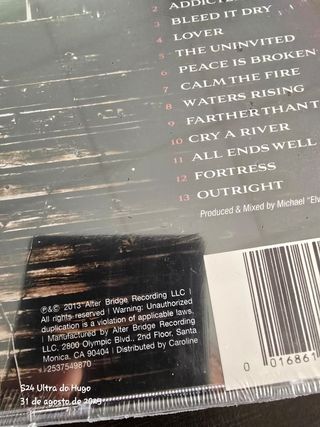 2
3 BLEED IT DRY
4 LOVER
5 THE UNINVITED
6 PEACE IS BROKEN
7 CALM THE FIRE
8 WATERS RISING
9 FARTHER THAN T
10 CRY A RIVER
11 ALL ENDS WELL
12 FORTRESS
13 OUTRIGHT
Produced & Mixed by Michael "Elv
℗&© 2013 Alter Bridge Recording LLC |
All rights reserved | Warning: Unauthorized
duplication is a violation of applicable laws,
| Manufactured by Alter Bridge Recording
LLC, 2800 Olympic Blvd., 2nd Floor, Santa
Monica, CA 90404 | Distributed by Caroline
| 2537549870
0 016861
S24 Ultra do Hugo
31 de agosto de